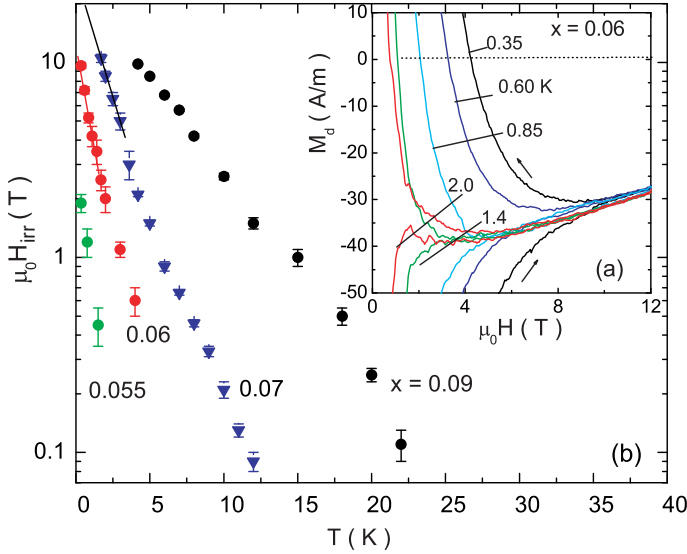 10
1
0.1
μ₀H_irr (T)
0 5 10 15 20 25 30 35 40
T (K)
0.055
0.06
0.07
x = 0.09
(b)
10
0
-10
-20
-30
-40
-50
M_d (A/m)
x = 0.06
0.35
0.60 K
0.85
2.0
1.4
(a)
0 4 8 12
μ₀H (T)